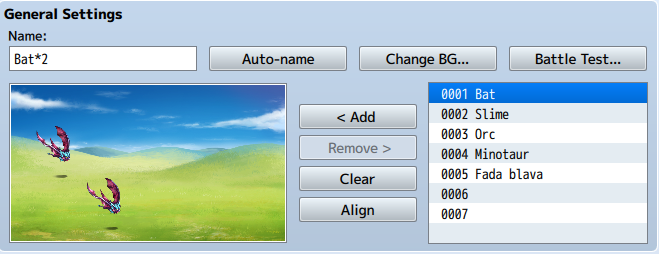 General Settings
Name:
Bat*2
Auto-name
Change BG...
Battle Test...
< Add
Remove >
Clear
Align
0001 Bat
0002 Slime
0003 Orc
0004 Minotaur
0005 Fada blava
0006
0007